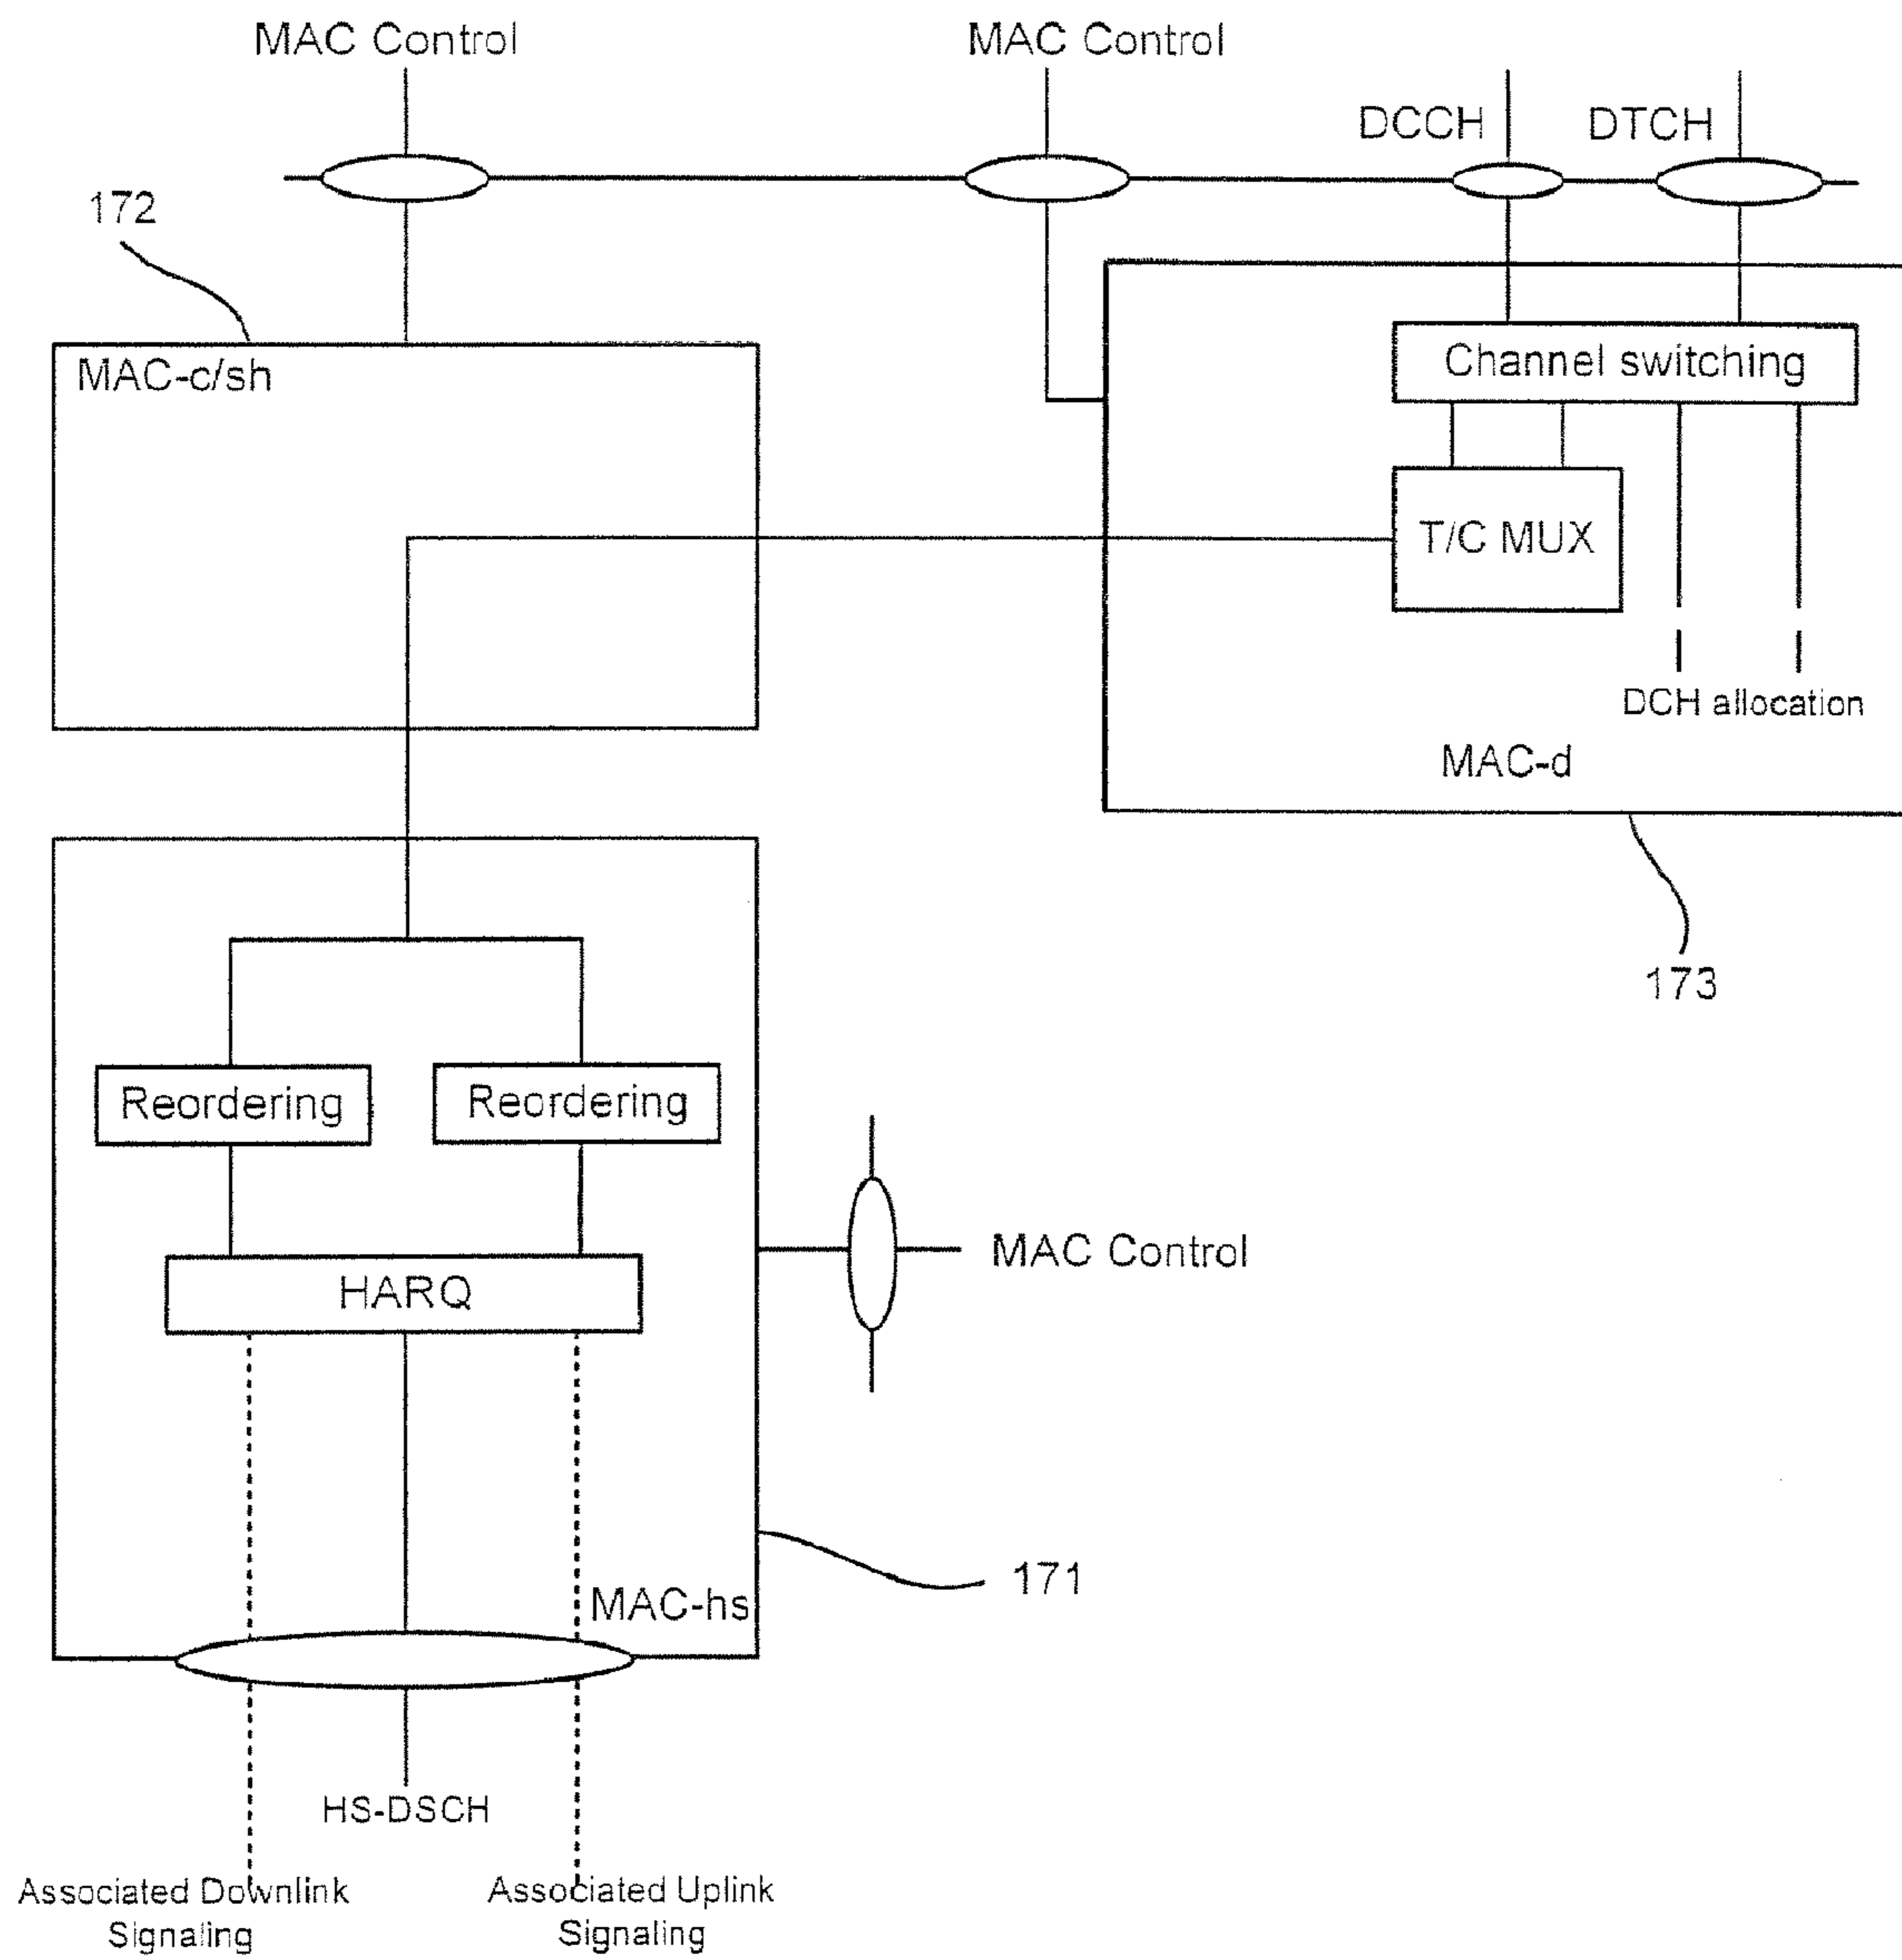 MAC Control
MAC Control
DCCH
DTCH
172
MAC-c/sh
Channel switching
T/C MUX
DCH allocation
MAC-d
173
Reordering
Reordering
HARQ
MAC Control
171
MAC-hs
HS-DSCH
Associated Downlink
Signaling
Associated Uplink
Signaling